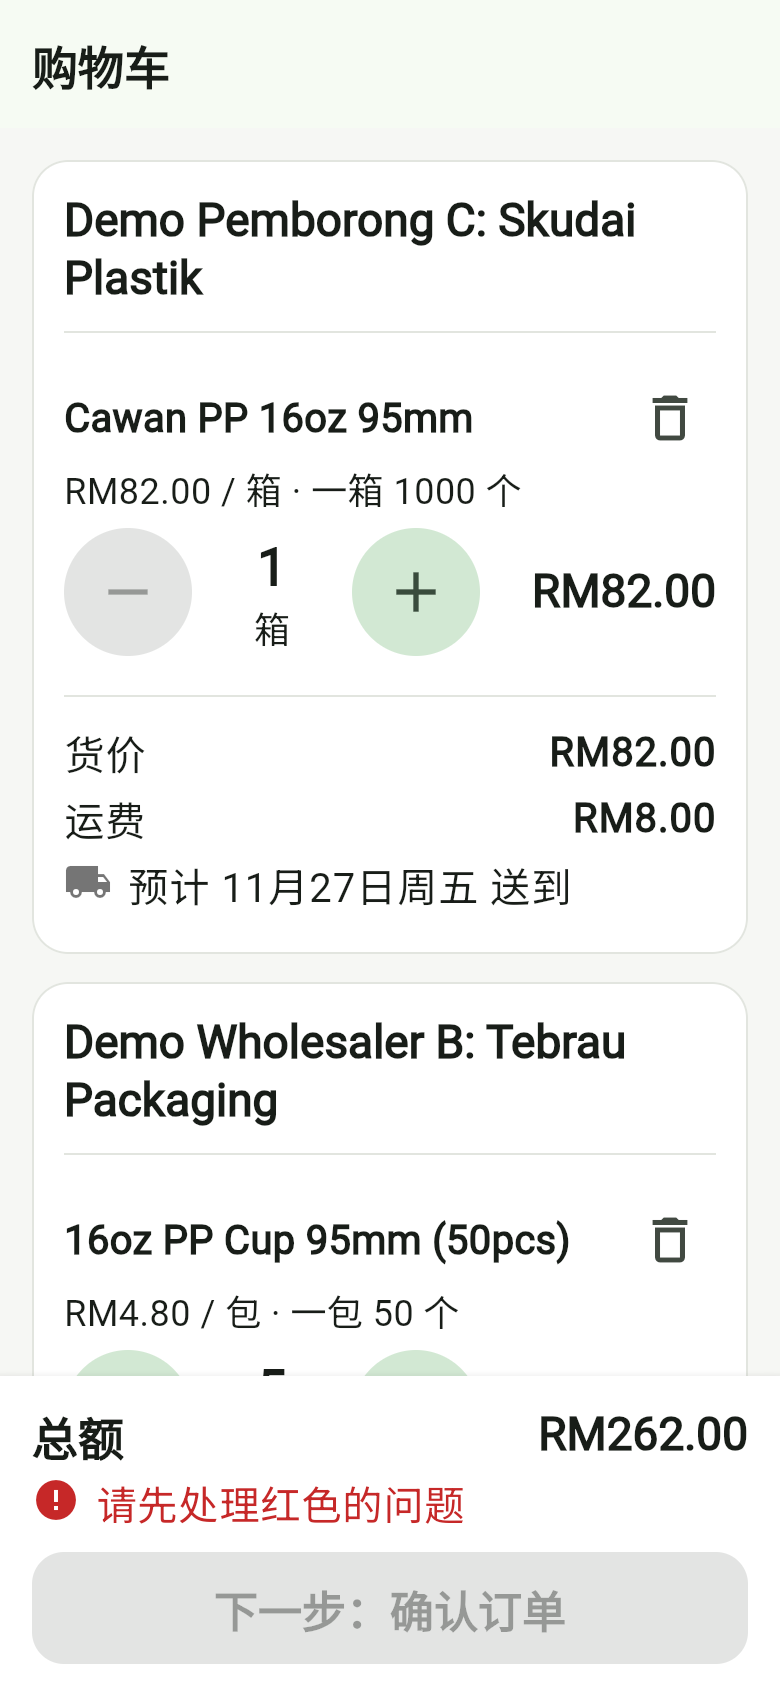 购物车
Demo Pemborong C: Skudai
Plastik
Cawan PP 16oz 95mm
RM82.00 / 箱 · 一箱 1000 个
1
箱
RM82.00
货价 RM82.00
运费 RM8.00
预计 11月27日周五 送到
Demo Wholesaler B: Tebrau
Packaging
16oz PP Cup 95mm (50pcs)
RM4.80 / 包 · 一包 50 个
总额 RM262.00
请先处理红色的问题
下一步：确认订单